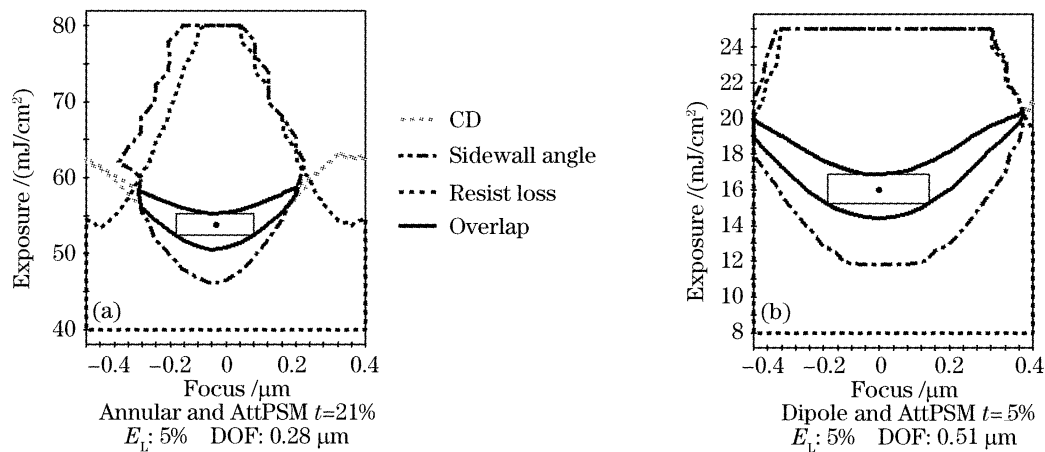 80
70
60
50
40
Exposure /(mJ/cm²)
(a)
−0.4 −0.2 0 0.2 0.4
Focus /μm
Annular and AttPSM t=21%
E_L: 5% DOF: 0.28 μm
CD
Sidewall angle
Resist loss
Overlap
24
22
20
18
16
14
12
10
8
Exposure /(mJ/cm²)
(b)
−0.4 −0.2 0 0.2 0.4
Focus /μm
Dipole and AttPSM t=5%
E_L: 5% DOF: 0.51 μm